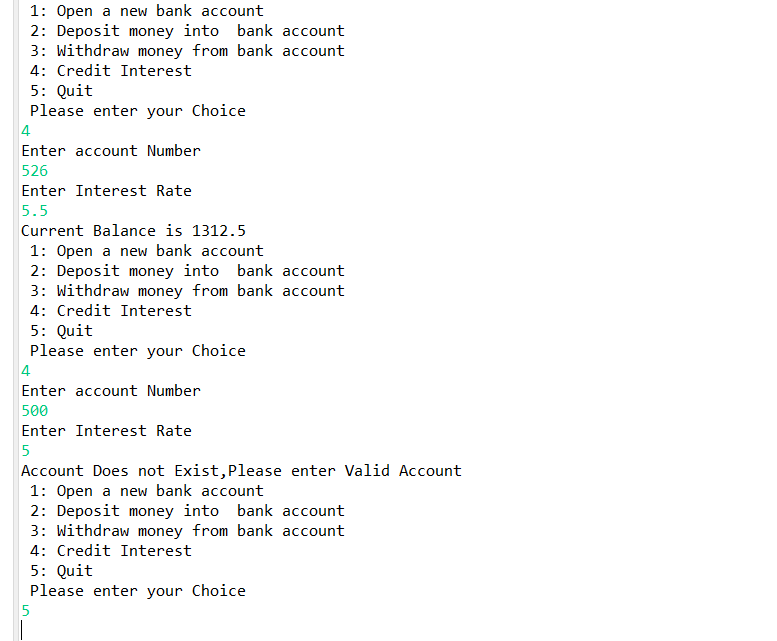 1: Open a new bank account
2: Deposit money into  bank account
3: Withdraw money from bank account
4: Credit Interest
5: Quit
Please enter your Choice
4
Enter account Number
526
Enter Interest Rate
5.5
Current Balance is 1312.5
1: Open a new bank account
2: Deposit money into  bank account
3: Withdraw money from bank account
4: Credit Interest
5: Quit
Please enter your Choice
4
Enter account Number
500
Enter Interest Rate
5
Account Does not Exist,Please enter Valid Account
1: Open a new bank account
2: Deposit money into  bank account
3: Withdraw money from bank account
4: Credit Interest
5: Quit
Please enter your Choice
5